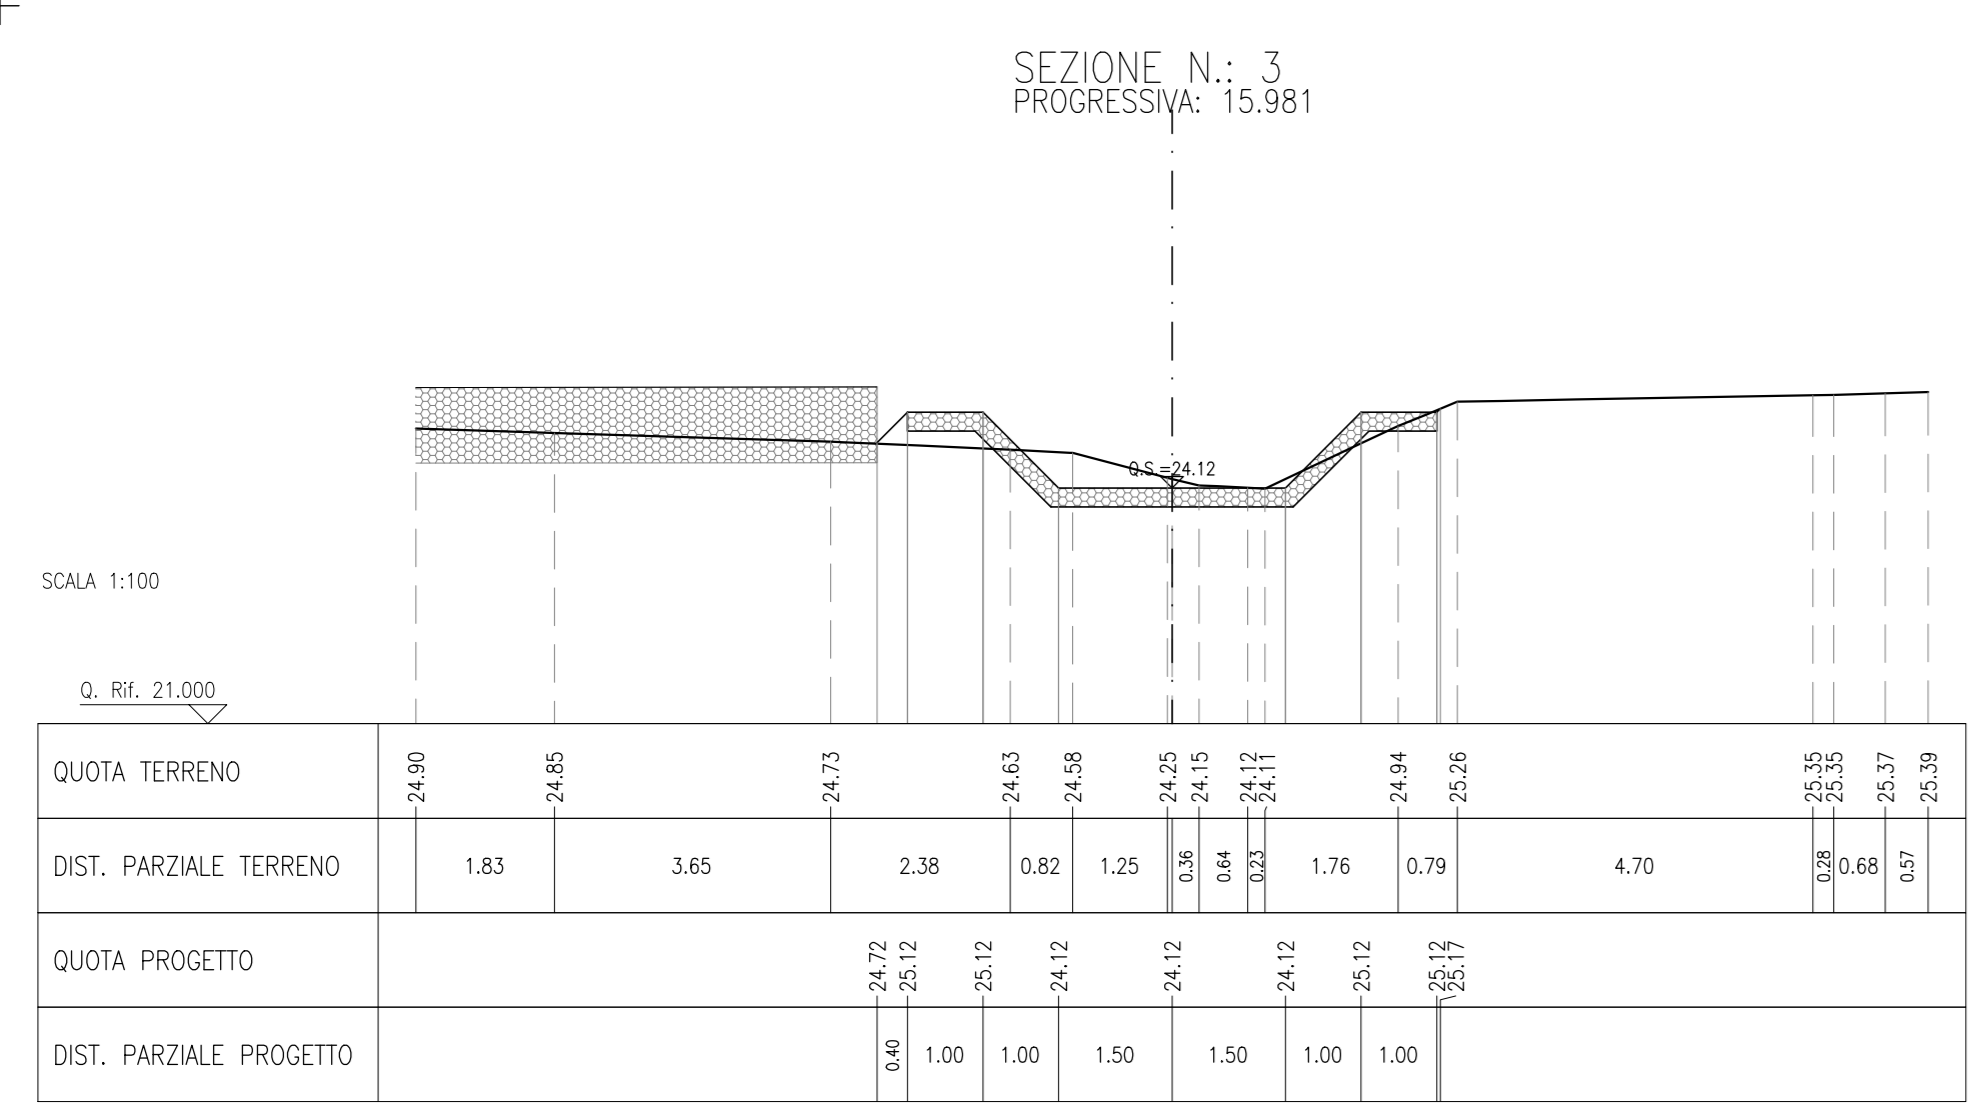 SEZIONE N.: 3
PROGRESSIVA: 15.981
Q.S.=24.12
SCALA 1:100
Q. Rif. 21.000
QUOTA TERRENO 24.90 24.85 24.73 24.63 24.58 24.25 24.15 24.12 24.11 24.94 25.26 25.35 25.35 25.37 25.39
DIST. PARZIALE TERRENO 1.83 3.65 2.38 0.82 1.25 0.36 0.64 0.23 1.76 0.79 4.70 0.28 0.68 0.57
QUOTA PROGETTO 24.72 25.12 25.12 24.12 24.12 24.12 25.12 25.12 25.17
DIST. PARZIALE PROGETTO 0.40 1.00 1.00 1.50 1.50 1.00 1.00